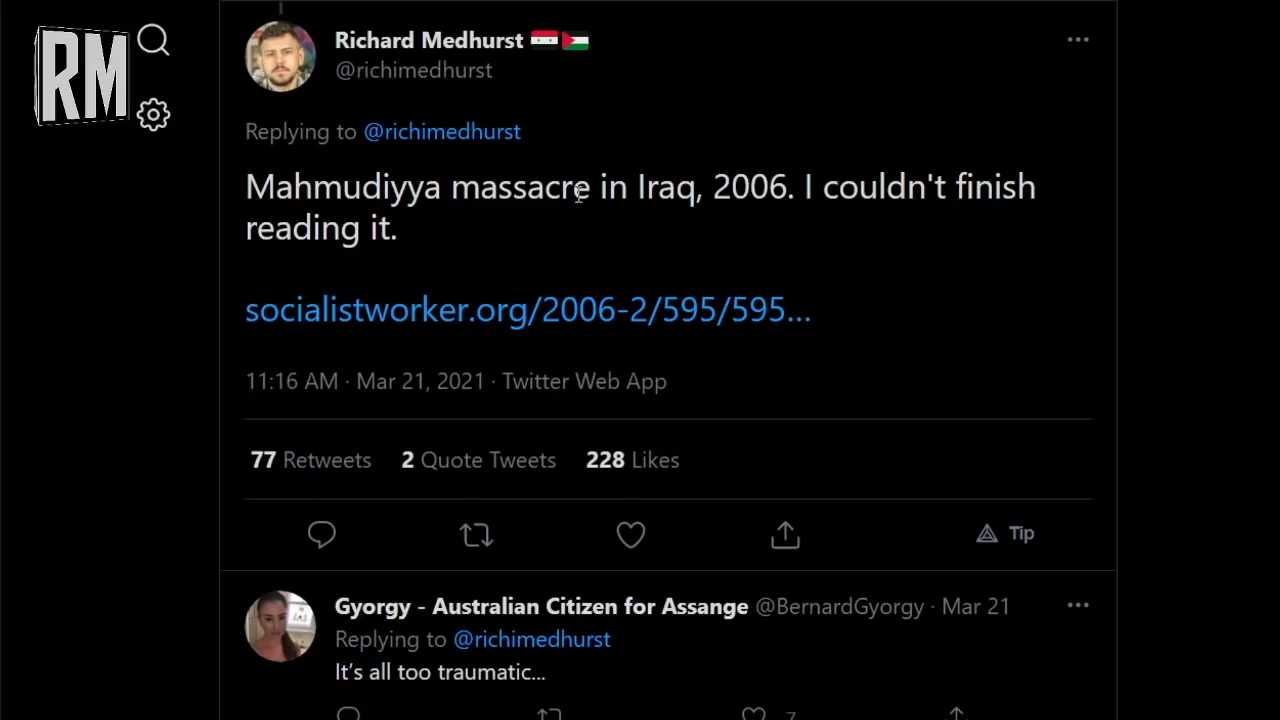 RM
Richard Medhurst
@richimedhurst
Replying to @richimedhurst
Mahmudiyya massacre in Iraq, 2006. I couldn't finish
reading it.
socialistworker.org/2006-2/595/595...
11:16 AM · Mar 21, 2021 · Twitter Web App
77 Retweets 2 Quote Tweets 228 Likes
Tip
Gyorgy - Australian Citizen for Assange @BernardGyorgy · Mar 21
Replying to @richimedhurst
It's all too traumatic...
7